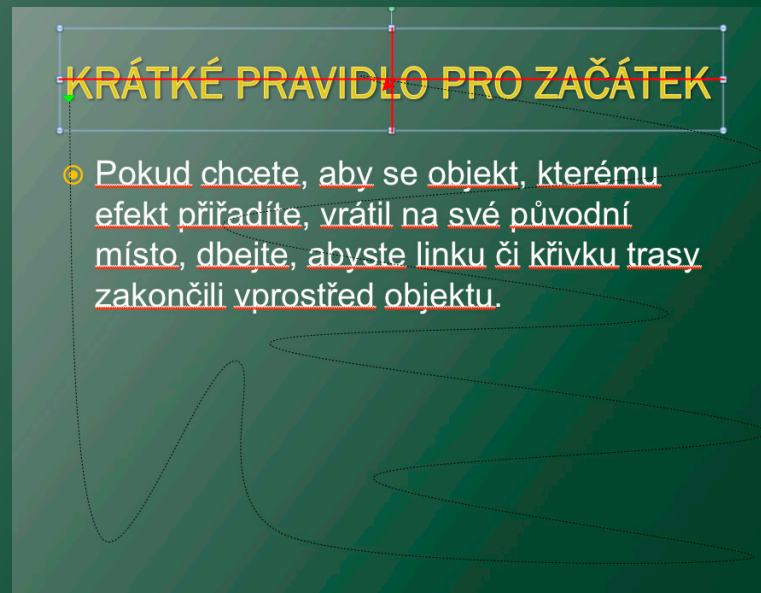 KRÁTKÉ PRAVIDLO PRO ZAČÁTEK
Pokud chcete, aby se objekt, kterému
efekt přiřadíte, vrátil na své původní
místo, dbejte, abyste linku či křivku trasy
zakončili vprostřed objektu.